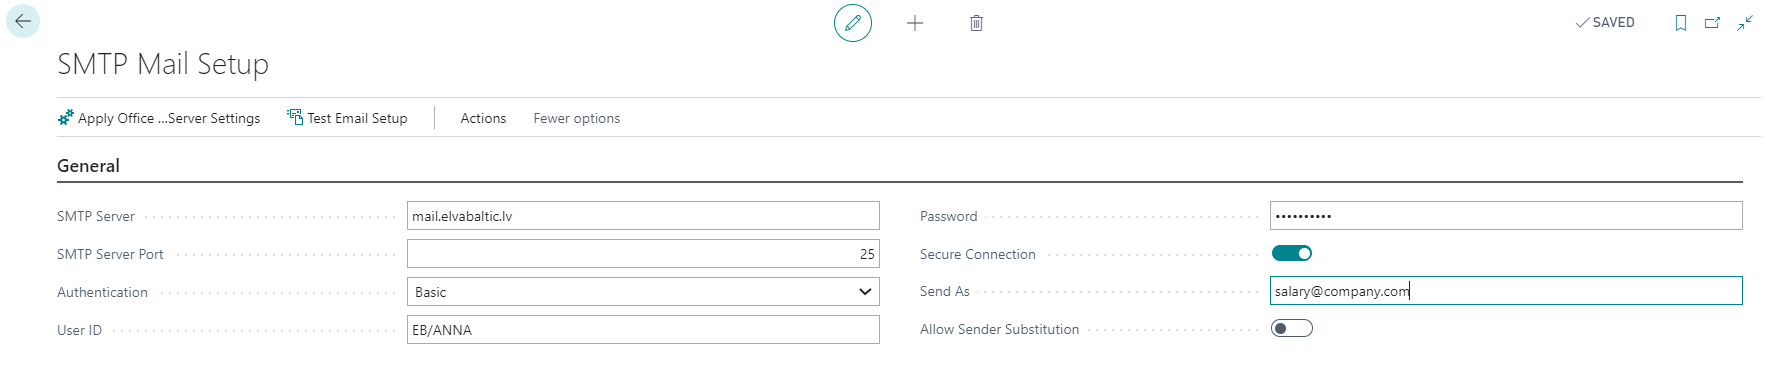 SAVED
SMTP Mail Setup
Apply Office ...Server Settings Test Email Setup Actions Fewer options
General
SMTP Server mail.elvabaltic.lv
SMTP Server Port 25
Authentication Basic
User ID EB/ANNA
Password ••••••••••
Secure Connection
Send As salary@company.com
Allow Sender Substitution